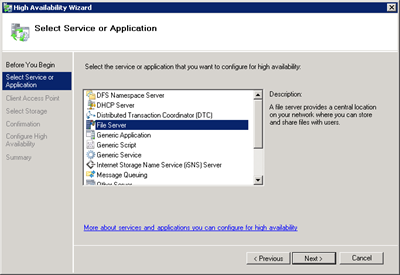 High Availability Wizard
Select Service or Application
Before You Begin
Select Service or
Application
Client Access Point
Select Storage
Confirmation
Configure High
Availability
Summary
Select the service or application that you want to configure for high availability:
DFS Namespace Server
DHCP Server
Distributed Transaction Coordinator (DTC)
File Server
Generic Application
Generic Script
Generic Service
Internet Storage Name Service (iSNS) Server
Message Queuing
Other Server
Description:
A file server provides a central location
on your network where you can store
and share files with users.
More about services and applications you can configure for high availability
< Previous
Next >
Cancel